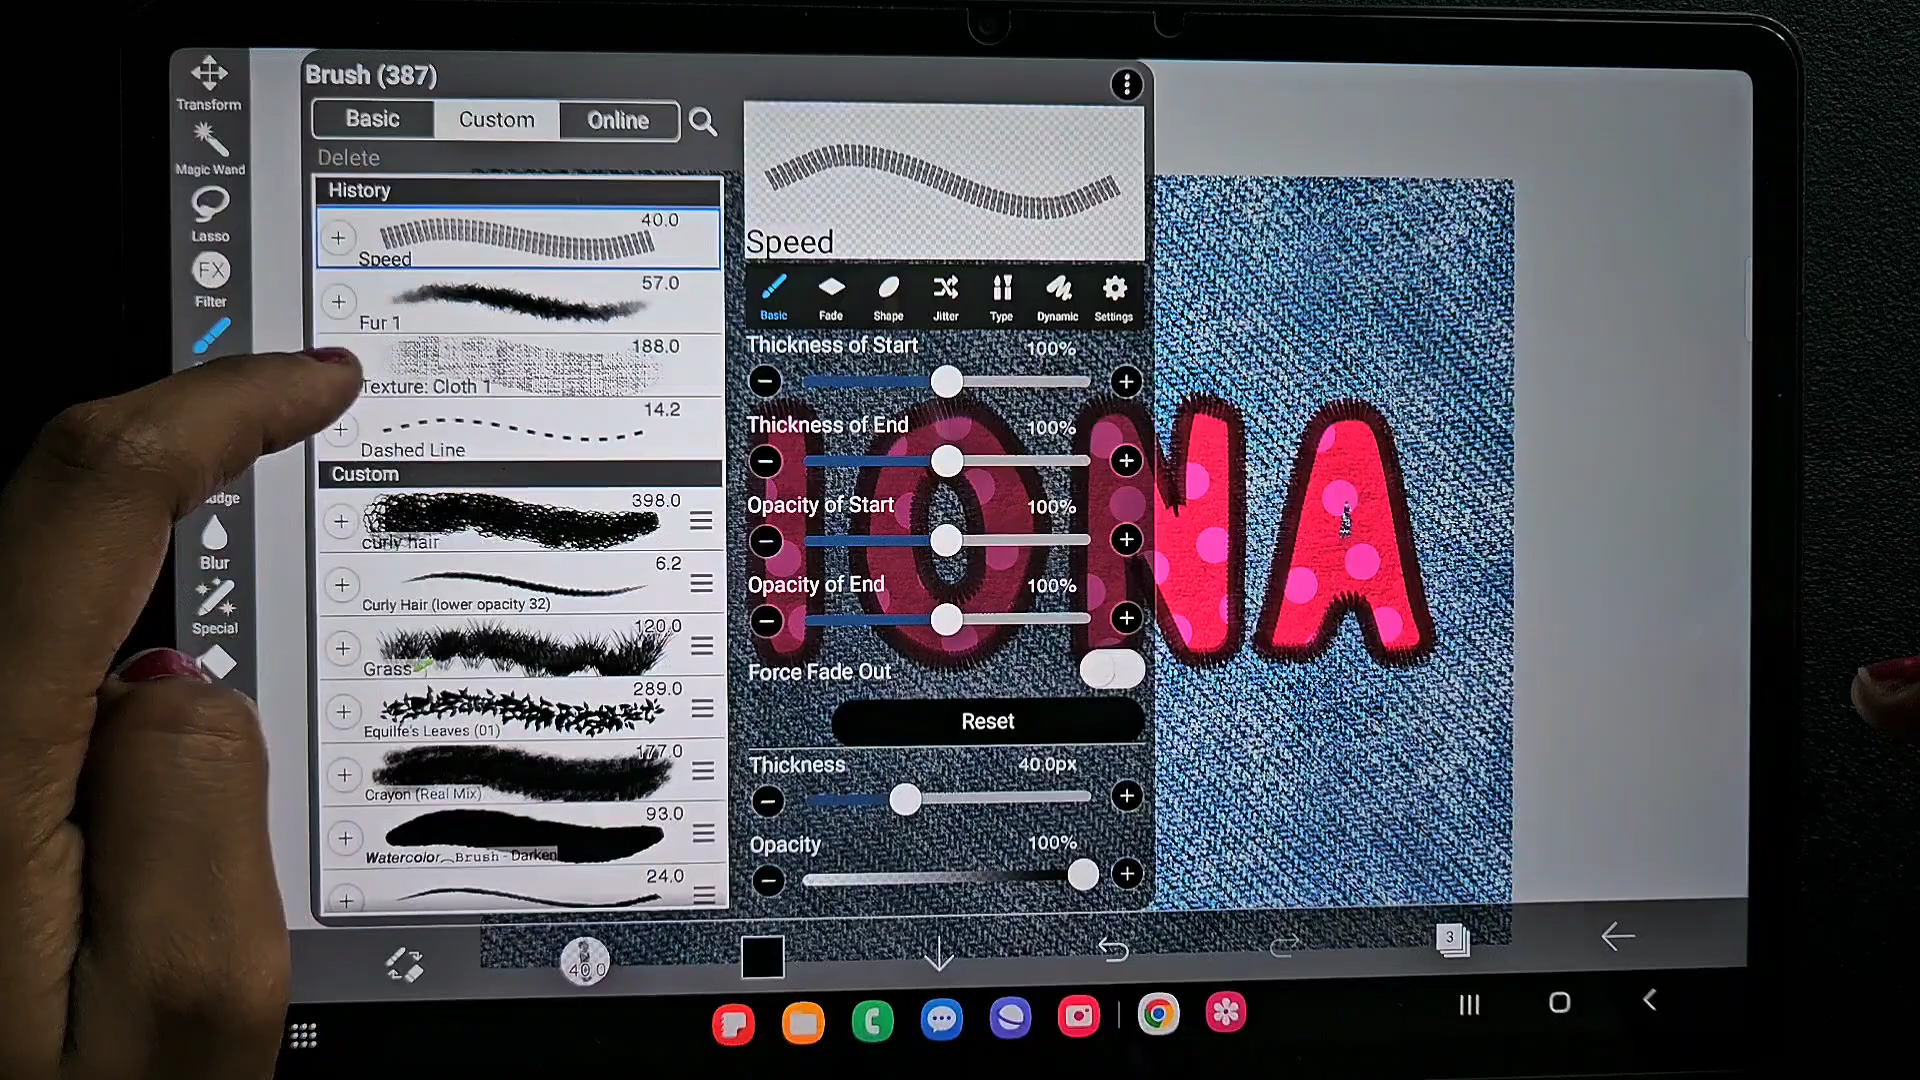 Brush (387)
Basic
Custom
Online
Delete
History
40.0
Speed
57.0
Fur 1
188.0
Texture: Cloth 1
14.2
Dashed Line
Custom
398.0
curly hair
6.2
Curly Hair (lower opacity 32)
120.0
Grass
289.0
Equilfe's Leaves (01)
177.0
Crayon (Real Mix)
93.0
Watercolor Brush - Darken
24.0
Transform
Magic Wand
Lasso
FX
Filter
Blur
Special
Speed
Basic
Fade
Shape
Jitter
Type
Dynamic
Settings
Thickness of Start
100%
Thickness of End
100%
Opacity of Start
100%
Opacity of End
100%
Force Fade Out
Reset
Thickness
40.0px
Opacity
100%
IONA
40.0
3